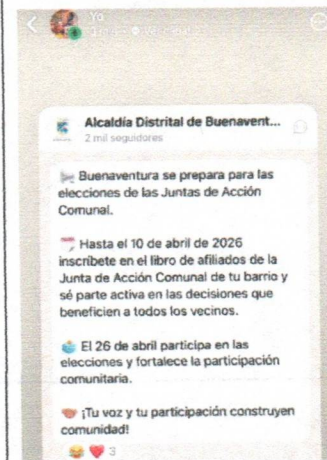 Yo
Alcaldía Distrital de Buenavent...
2 mil seguidores
Buenaventura se prepara para las
elecciones de las Juntas de Acción
Comunal.
Hasta el 10 de abril de 2026
inscríbete en el libro de afiliados de la
Junta de Acción Comunal de tu barrio y
sé parte activa en las decisiones que
beneficien a todos los vecinos.
El 26 de abril participa en las
elecciones y fortalece la participación
comunitaria.
¡Tu voz y tu participación construyen
comunidad!
3